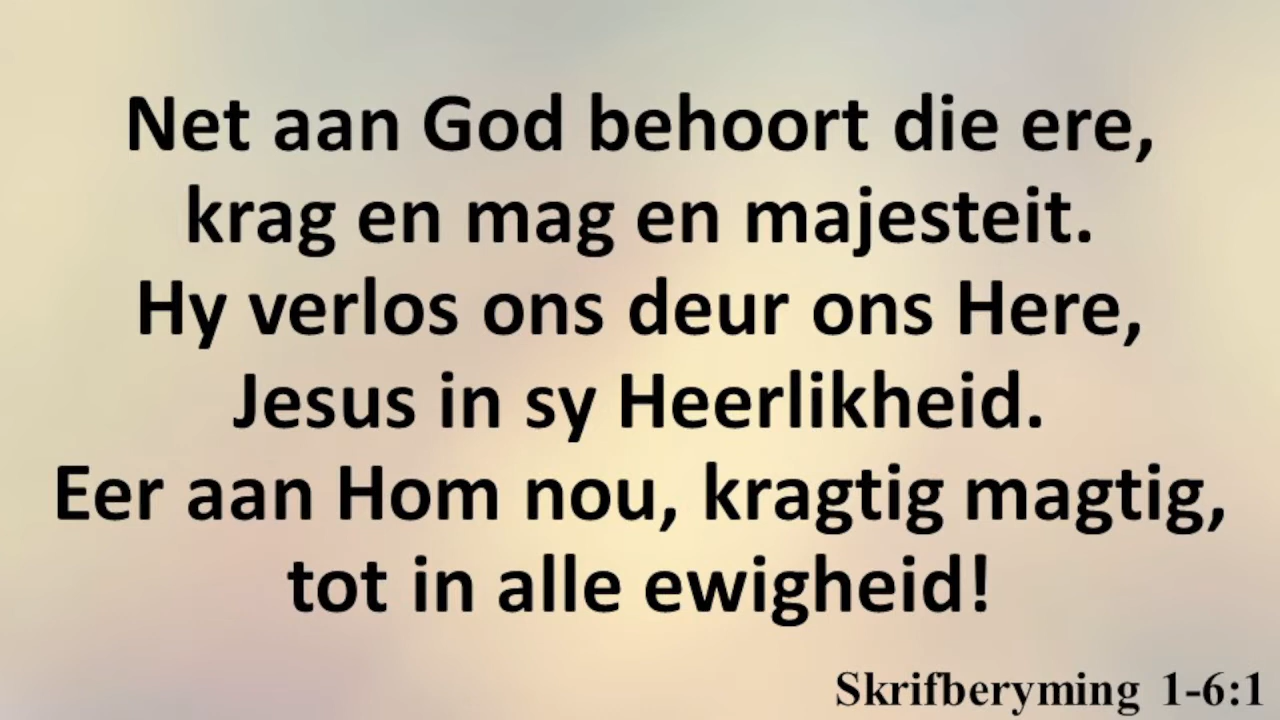 Net aan God behoort die ere,
krag en mag en majesteit.
Hy verlos ons deur ons Here,
Jesus in sy Heerlikheid.
Eer aan Hom nou, kragtig magtig,
tot in alle ewigheid!
Skrifberyming 1-6:1